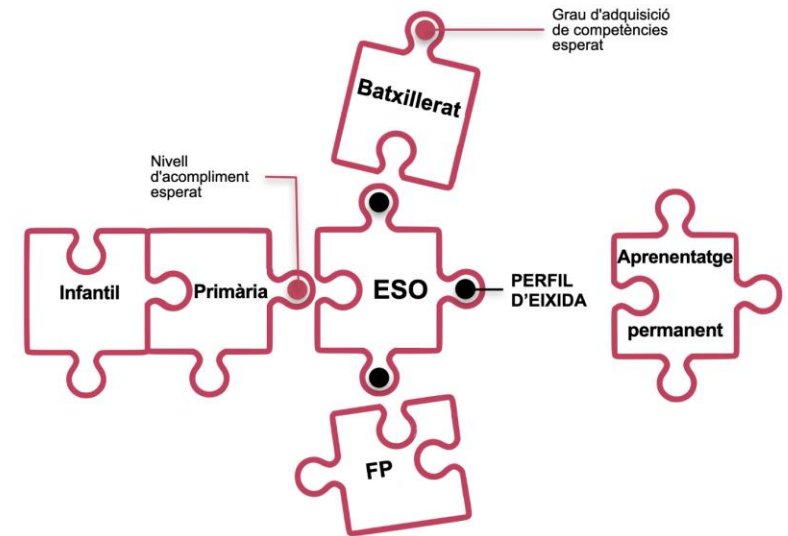 Grau d'adquisició
de competències
esperat
Batxillerat
Nivell
d'acompliment
esperat
Infantil
Primària
ESO
PERFIL
D'EIXIDA
Aprenentatge
permanent
FP